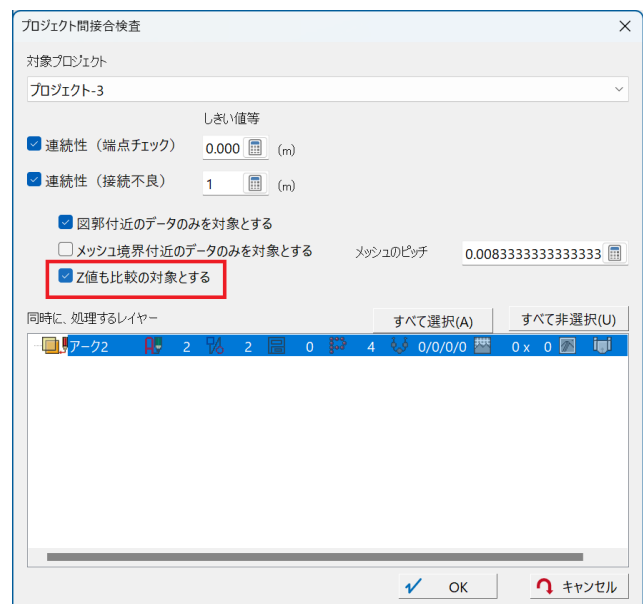 プロジェクト間接合検査
対象プロジェクト
プロジェクト-3
しきい値等
連続性（端点チェック） 0.000 (m)
連続性（接続不良） 1 (m)
図郭付近のデータのみを対象とする
メッシュ境界付近のデータのみを対象とする メッシュのピッチ 0.0083333333333333
Z値も比較の対象とする
同時に、処理するレイヤー すべて選択(A) すべて非選択(U)
アーク2 2 2 0 4 0/0/0/0 0 x 0
OK キャンセル